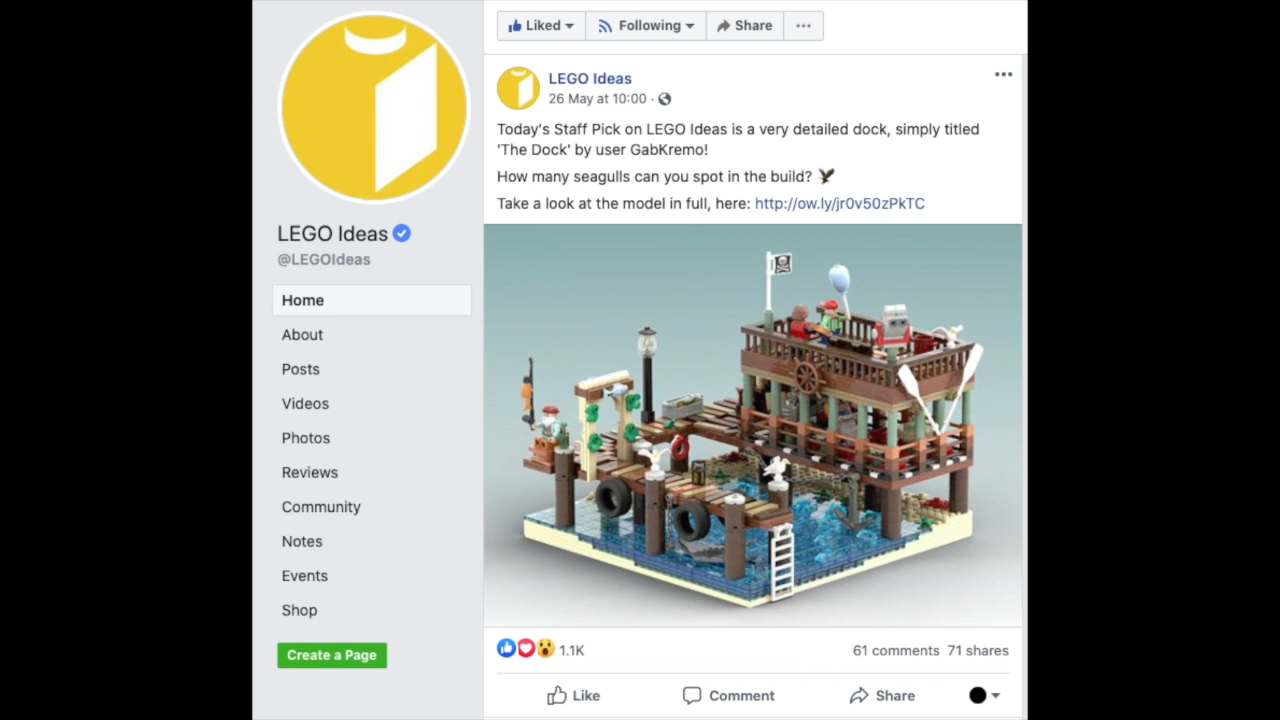 Liked
Following
Share
LEGO Ideas
26 May at 10:00
Today's Staff Pick on LEGO Ideas is a very detailed dock, simply titled
'The Dock' by user GabKremo!
How many seagulls can you spot in the build?
Take a look at the model in full, here: http://ow.ly/jr0v50zPkTC
LEGO Ideas
@LEGOIdeas
Home
About
Posts
Videos
Photos
Reviews
Community
Notes
Events
Shop
Create a Page
1.1K
61 comments 71 shares
Like
Comment
Share